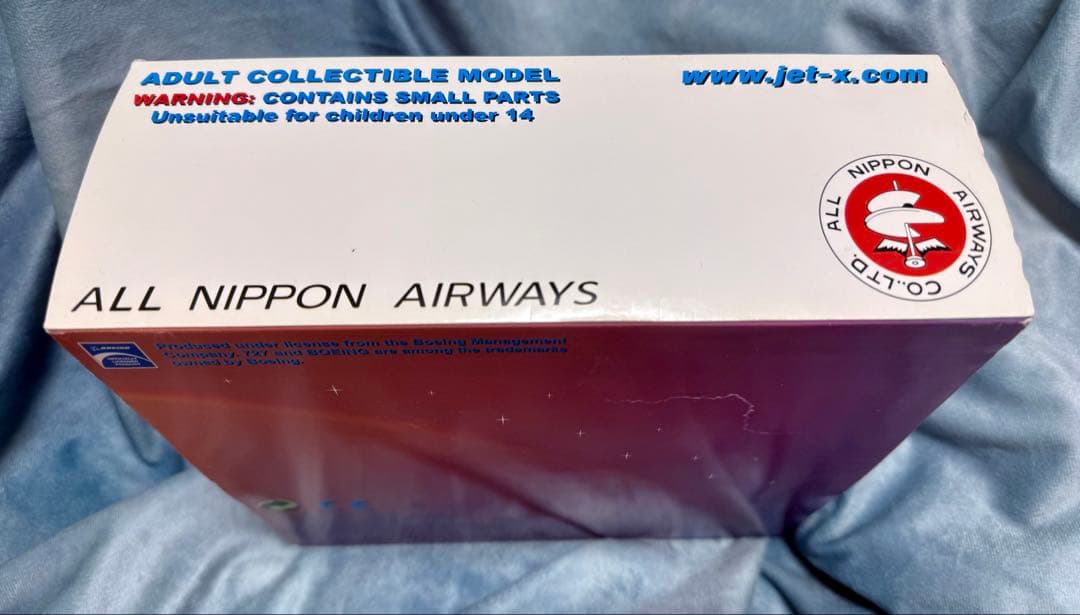 ADULT COLLECTIBLE MODEL
WARNING: CONTAINS SMALL PARTS
Unsuitable for children under 14
www.jet-x.com
ALL NIPPON AIRWAYS CO.,LTD.
ALL NIPPON AIRWAYS
BOEING
Produced under license from the Boeing Management
Company. 727 and BOEING are among the trademarks
owned by Boeing.